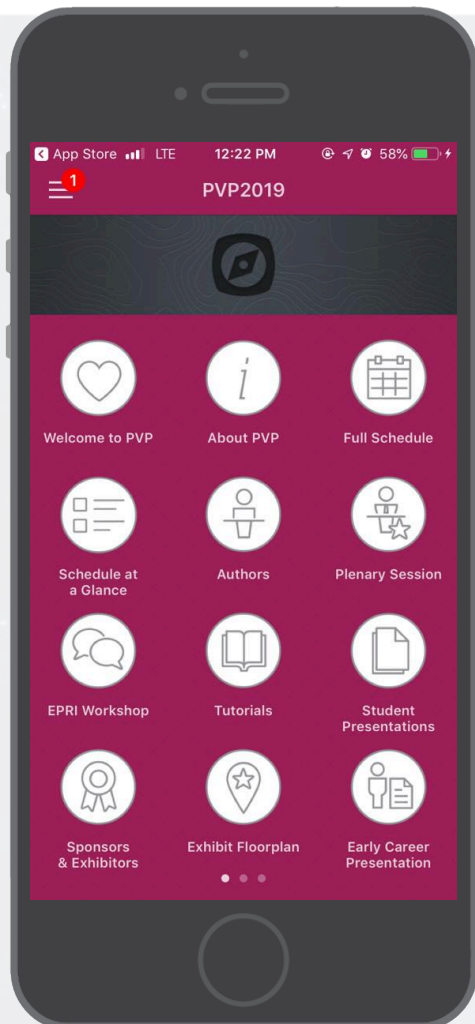 App Store LTE 12:22 PM 58%
1
PVP2019
Welcome to PVP
About PVP
Full Schedule
Schedule at
a Glance
Authors
Plenary Session
EPRI Workshop
Tutorials
Student
Presentations
Sponsors
& Exhibitors
Exhibit Floorplan
Early Career
Presentation